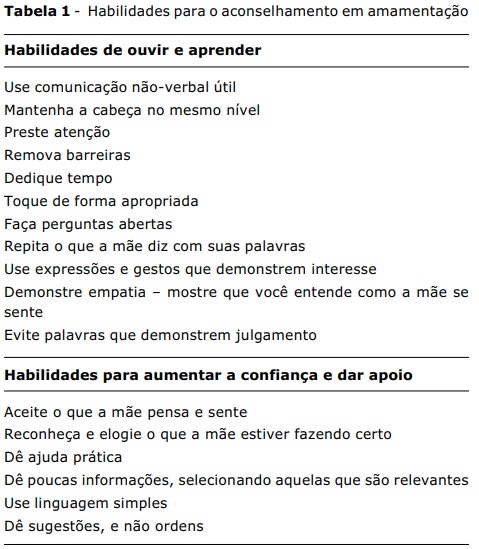 Tabela 1 - Habilidades para o aconselhamento em amamentação
Habilidades de ouvir e aprender
Use comunicação não-verbal útil
Mantenha a cabeça no mesmo nível
Preste atenção
Remova barreiras
Dedique tempo
Toque de forma apropriada
Faça perguntas abertas
Repita o que a mãe diz com suas palavras
Use expressões e gestos que demonstrem interesse
Demonstre empatia – mostre que você entende como a mãe se
sente
Evite palavras que demonstrem julgamento
Habilidades para aumentar a confiança e dar apoio
Aceite o que a mãe pensa e sente
Reconheça e elogie o que a mãe estiver fazendo certo
Dê ajuda prática
Dê poucas informações, selecionando aquelas que são relevantes
Use linguagem simples
Dê sugestões, e não ordens